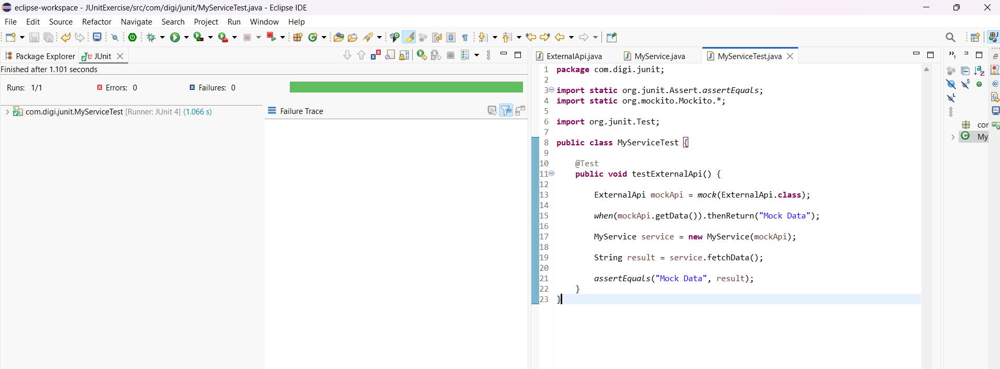 eclipse-workspace - JUnitExercise/src/com/digi/junit/MyServiceTest.java - Eclipse IDE
File Edit Source Refactor Navigate Search Project Run Window Help
Package Explorer JUnit
Finished after 1.101 seconds
Runs: 1/1 Errors: 0 Failures: 0
com.digi.junit.MyServiceTest [Runner: JUnit 4] (1.066 s)
Failure Trace
ExternalApi.java MyService.java MyServiceTest.java
1 package com.digi.junit;
2
3 import static org.junit.Assert.assertEquals;
4 import static org.mockito.Mockito.*;
5
6 import org.junit.Test;
7
8 public class MyServiceTest {
9
10 @Test
11 public void testExternalApi() {
12
13 ExternalApi mockApi = mock(ExternalApi.class);
14
15 when(mockApi.getData()).thenReturn("Mock Data");
16
17 MyService service = new MyService(mockApi);
18
19 String result = service.fetchData();
20
21 assertEquals("Mock Data", result);
22 }
23 }
cor
My